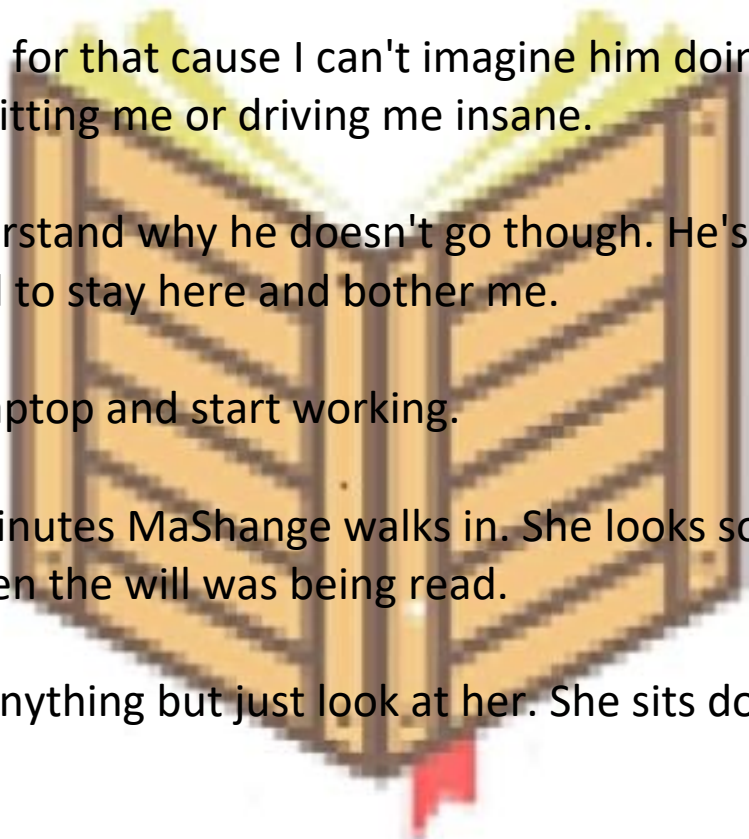 for that cause I can't imagine him doin
itting me or driving me insane.
rstand why he doesn't go though. He's
to stay here and bother me.
ptop and start working.
inutes MaShange walks in. She looks so
en the will was being read.
nything but just look at her. She sits do